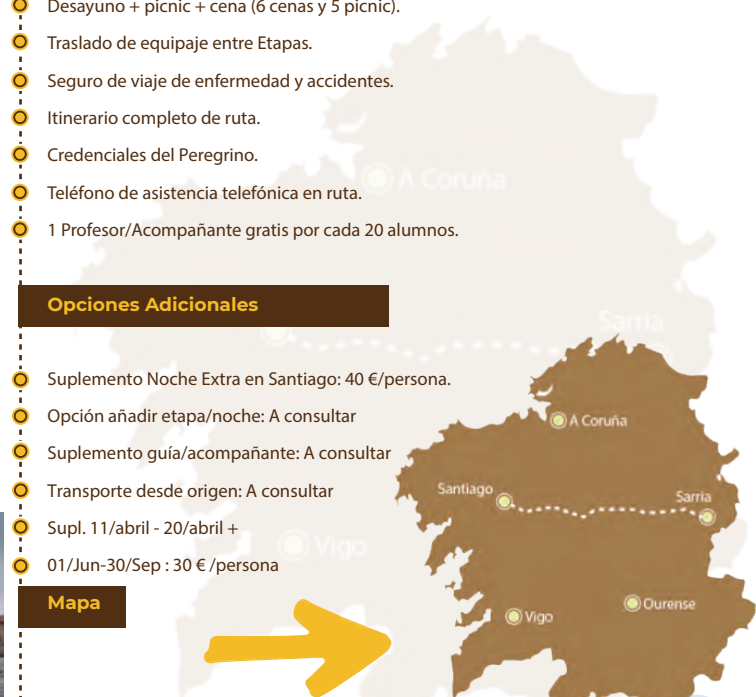 Desayuno + picnic + cena (6 cenas y 5 picnic).
Traslado de equipaje entre Etapas.
Seguro de viaje de enfermedad y accidentes.
Itinerario completo de ruta.
Credenciales del Peregrino.
Teléfono de asistencia telefónica en ruta.
1 Profesor/Acompañante gratis por cada 20 alumnos.
A Coruña
Opciones Adicionales
Sarria
Suplemento Noche Extra en Santiago: 40 €/persona.
Opción añadir etapa/noche: A consultar
Suplemento guía/acompañante: A consultar
Transporte desde origen: A consultar
Supl. 11/abril - 20/abril +
01/Jun-30/Sep : 30 € /persona
Vigo
Mapa
A Coruña
Santiago
Sarria
Vigo
Ourense